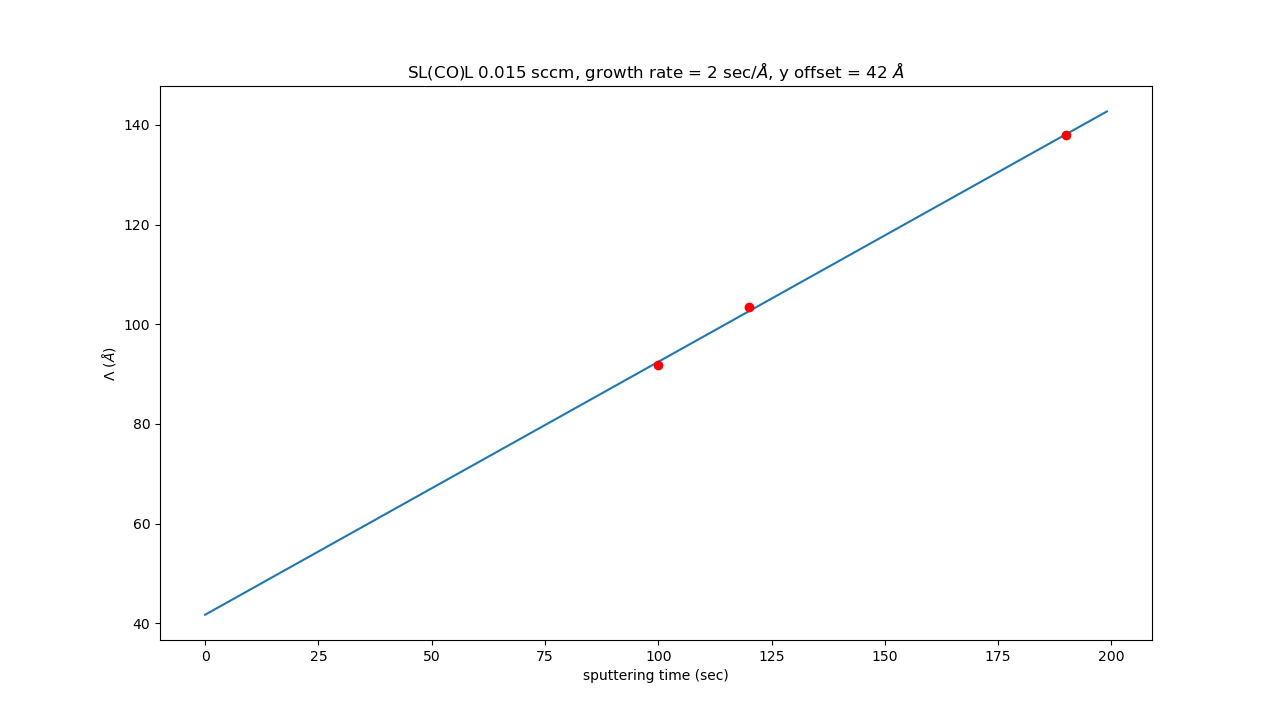 SL(CO)L 0.015 sccm, growth rate = 2 sec/Å, y offset = 42 Å
140
120
100
80
60
40
Λ (Å)
0 25 50 75 100 125 150 175 200
sputtering time (sec)